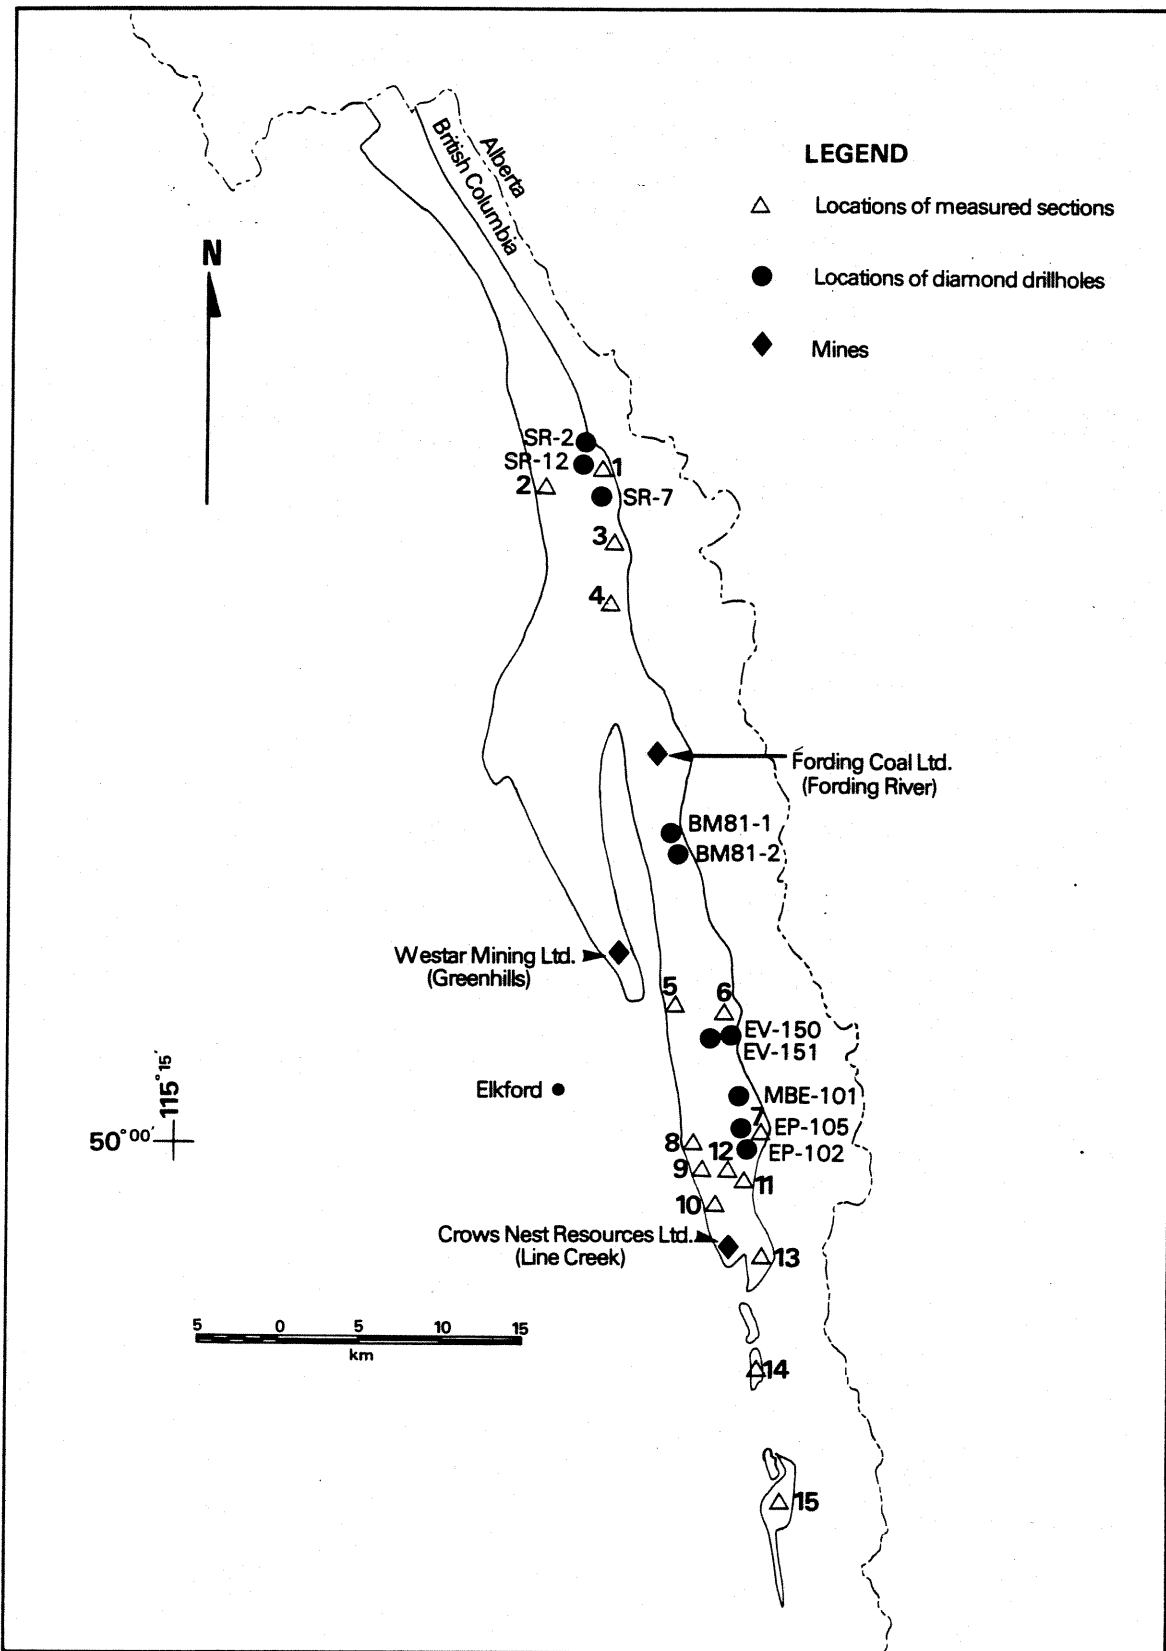 Alberta
British Columbia
LEGEND
Locations of measured sections
Locations of diamond drillholes
Mines
N
SR-2
SR-12
1
2
SR-7
3
4
Fording Coal Ltd.
(Fording River)
BM81-1
BM81-2
Westar Mining Ltd.
(Greenhills)
5
6
EV-150
EV-151
Elkford
MBE-101
115°15'
50°00'
7
EP-105
EP-102
8
12
9
11
10
Crows Nest Resources Ltd.
(Line Creek)
13
5 0 5 10 15
km
14
15